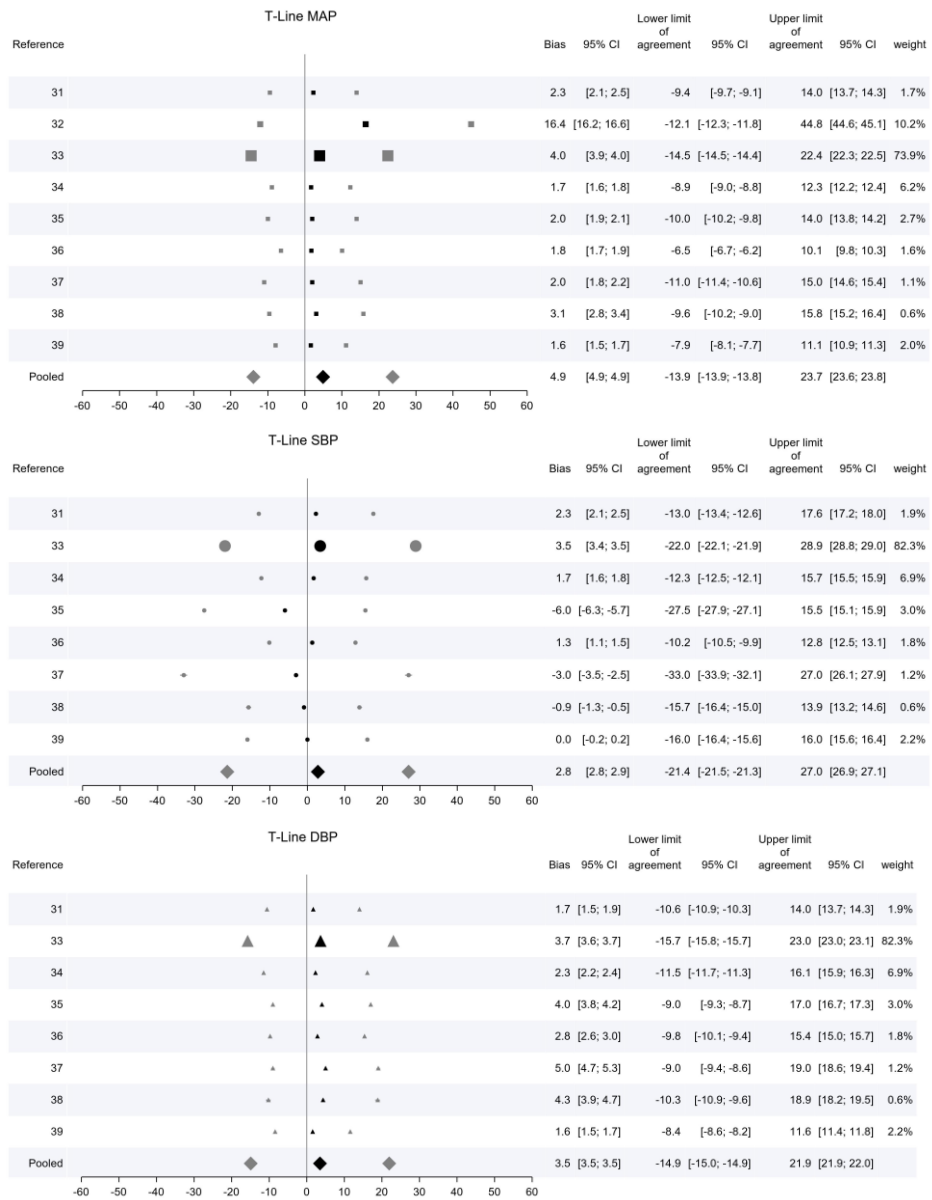 T-Line MAP
Reference Bias 95% CI Lower limit of agreement 95% CI Upper limit of agreement 95% CI weight
31 2.3 [2.1; 2.5] -9.4 [-9.7; -9.1] 14.0 [13.7; 14.3] 1.7%
32 16.4 [16.2; 16.6] -12.1 [-12.3; -11.8] 44.8 [44.6; 45.1] 10.2%
33 4.0 [3.9; 4.0] -14.5 [-14.5; -14.4] 22.4 [22.3; 22.5] 73.9%
34 1.7 [1.6; 1.8] -8.9 [-9.0; -8.8] 12.3 [12.2; 12.4] 6.2%
35 2.0 [1.9; 2.1] -10.0 [-10.2; -9.8] 14.0 [13.8; 14.2] 2.7%
36 1.8 [1.7; 1.9] -6.5 [-6.7; -6.2] 10.1 [9.8; 10.3] 1.6%
37 2.0 [1.8; 2.2] -11.0 [-11.4; -10.6] 15.0 [14.6; 15.4] 1.1%
38 3.1 [2.8; 3.4] -9.6 [-10.2; -9.0] 15.8 [15.2; 16.4] 0.6%
39 1.6 [1.5; 1.7] -7.9 [-8.1; -7.7] 11.1 [10.9; 11.3] 2.0%
Pooled 4.9 [4.9; 4.9] -13.9 [-13.9; -13.8] 23.7 [23.6; 23.8]
-60 -50 -40 -30 -20 -10 0 10 20 30 40 50 60
T-Line SBP
Reference Bias 95% CI Lower limit of agreement 95% CI Upper limit of agreement 95% CI weight
31 2.3 [2.1; 2.5] -13.0 [-13.4; -12.6] 17.6 [17.2; 18.0] 1.9%
33 3.5 [3.4; 3.5] -22.0 [-22.1; -21.9] 28.9 [28.8; 29.0] 82.3%
34 1.7 [1.6; 1.8] -12.3 [-12.5; -12.1] 15.7 [15.5; 15.9] 6.9%
35 -6.0 [-6.3; -5.7] -27.5 [-27.9; -27.1] 15.5 [15.1; 15.9] 3.0%
36 1.3 [1.1; 1.5] -10.2 [-10.5; -9.9] 12.8 [12.5; 13.1] 1.8%
37 -3.0 [-3.5; -2.5] -33.0 [-33.9; -32.1] 27.0 [26.1; 27.9] 1.2%
38 -0.9 [-1.3; -0.5] -15.7 [-16.4; -15.0] 13.9 [13.2; 14.6] 0.6%
39 0.0 [-0.2; 0.2] -16.0 [-16.4; -15.6] 16.0 [15.6; 16.4] 2.2%
Pooled 2.8 [2.8; 2.9] -21.4 [-21.5; -21.3] 27.0 [26.9; 27.1]
-60 -50 -40 -30 -20 -10 0 10 20 30 40 50 60
T-Line DBP
Reference Bias 95% CI Lower limit of agreement 95% CI Upper limit of agreement 95% CI weight
31 1.7 [1.5; 1.9] -10.6 [-10.9; -10.3] 14.0 [13.7; 14.3] 1.9%
33 3.7 [3.6; 3.7] -15.7 [-15.8; -15.7] 23.0 [23.0; 23.1] 82.3%
34 2.3 [2.2; 2.4] -11.5 [-11.7; -11.3] 16.1 [15.9; 16.3] 6.9%
35 4.0 [3.8; 4.2] -9.0 [-9.3; -8.7] 17.0 [16.7; 17.3] 3.0%
36 2.8 [2.6; 3.0] -9.8 [-10.1; -9.4] 15.4 [15.0; 15.7] 1.8%
37 5.0 [4.7; 5.3] -9.0 [-9.4; -8.6] 19.0 [18.6; 19.4] 1.2%
38 4.3 [3.9; 4.7] -10.3 [-10.9; -9.6] 18.9 [18.2; 19.5] 0.6%
39 1.6 [1.5; 1.7] -8.4 [-8.6; -8.2] 11.6 [11.4; 11.8] 2.2%
Pooled 3.5 [3.5; 3.5] -14.9 [-15.0; -14.9] 21.9 [21.9; 22.0]
-60 -50 -40 -30 -20 -10 0 10 20 30 40 50 60